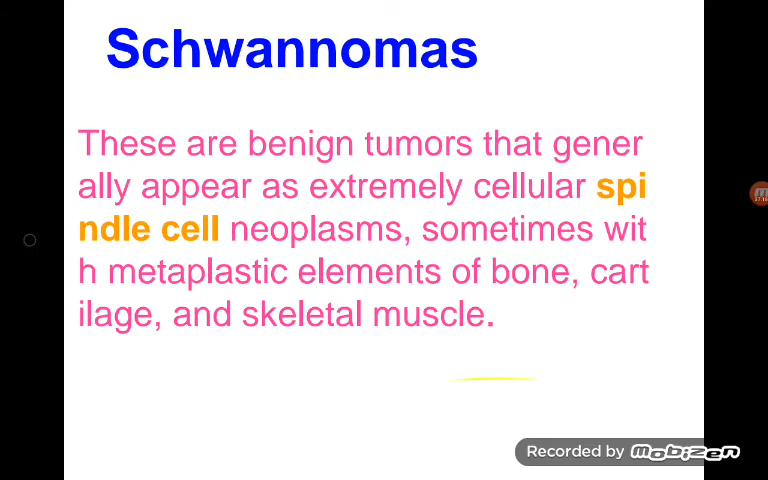 Schwannomas
These are benign tumors that gener
ally appear as extremely cellular spi
ndle cell neoplasms, sometimes wit
h metaplastic elements of bone, cart
ilage, and skeletal muscle.
Recorded by mobizen